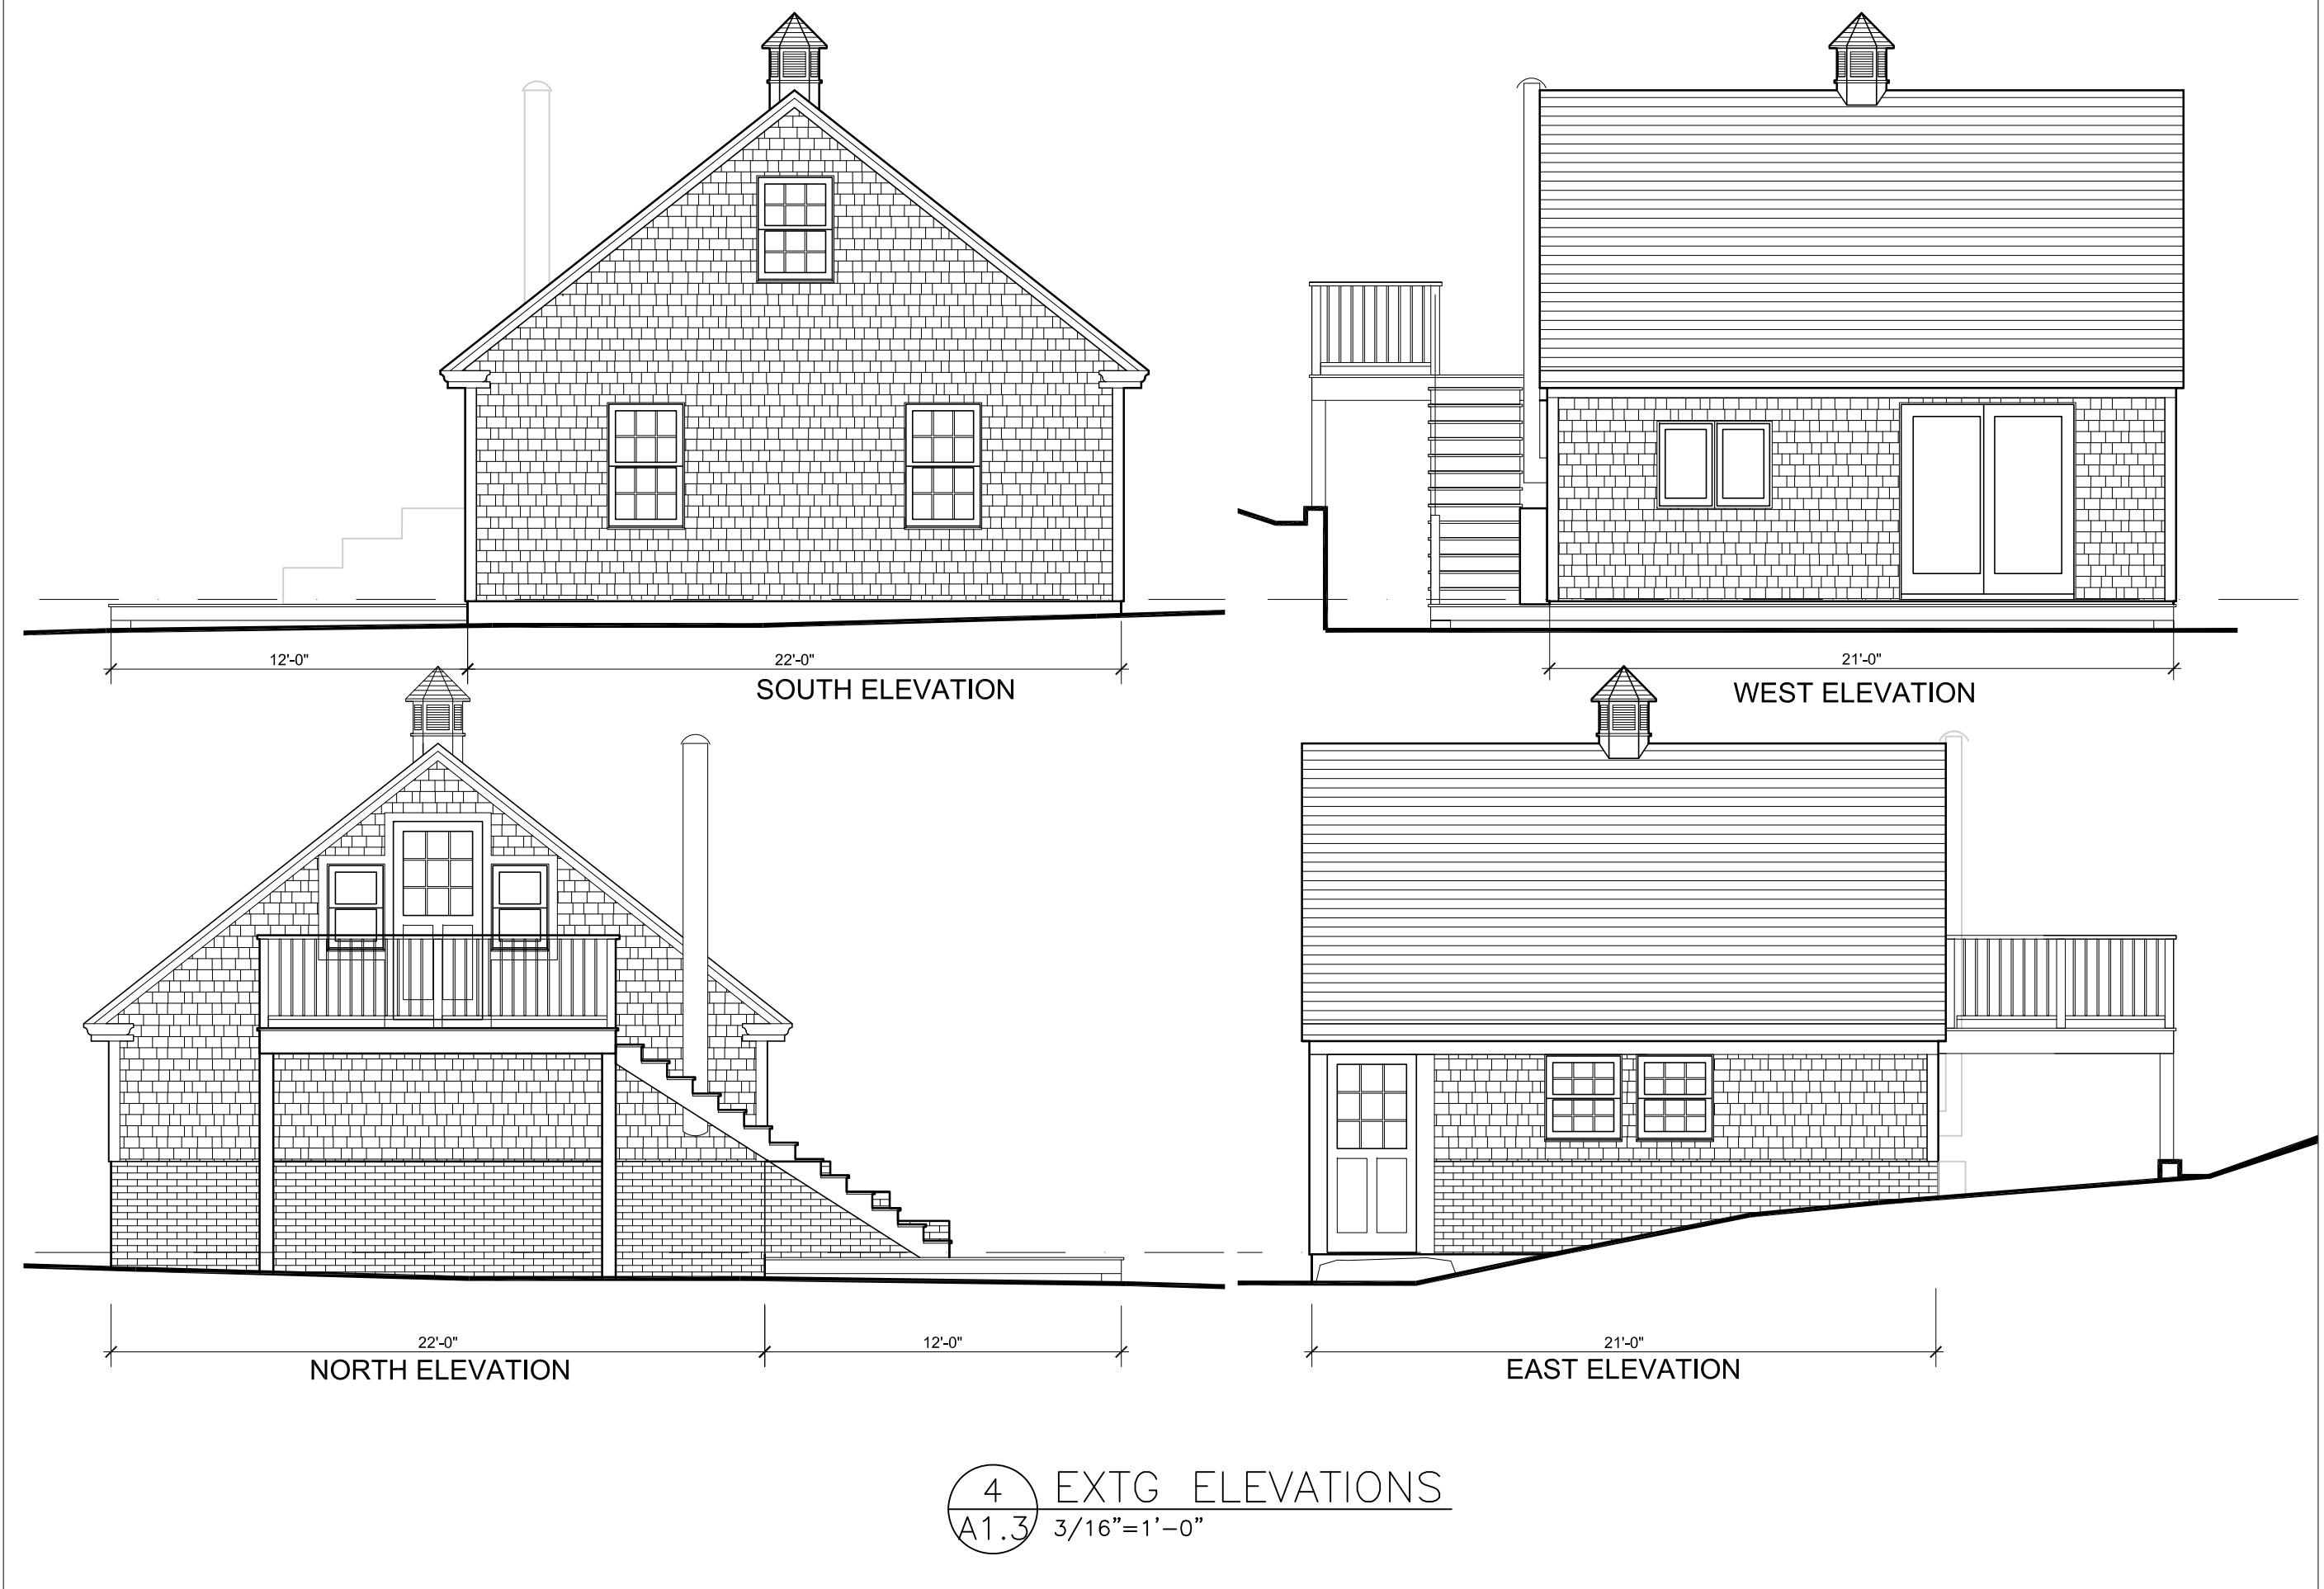 12'-0"
22'-0"
SOUTH ELEVATION
21'-0"
WEST ELEVATION
22'-0"
12'-0"
NORTH ELEVATION
21'-0"
EAST ELEVATION
4
A1.3
EXTG ELEVATIONS
3/16"=1'-0"